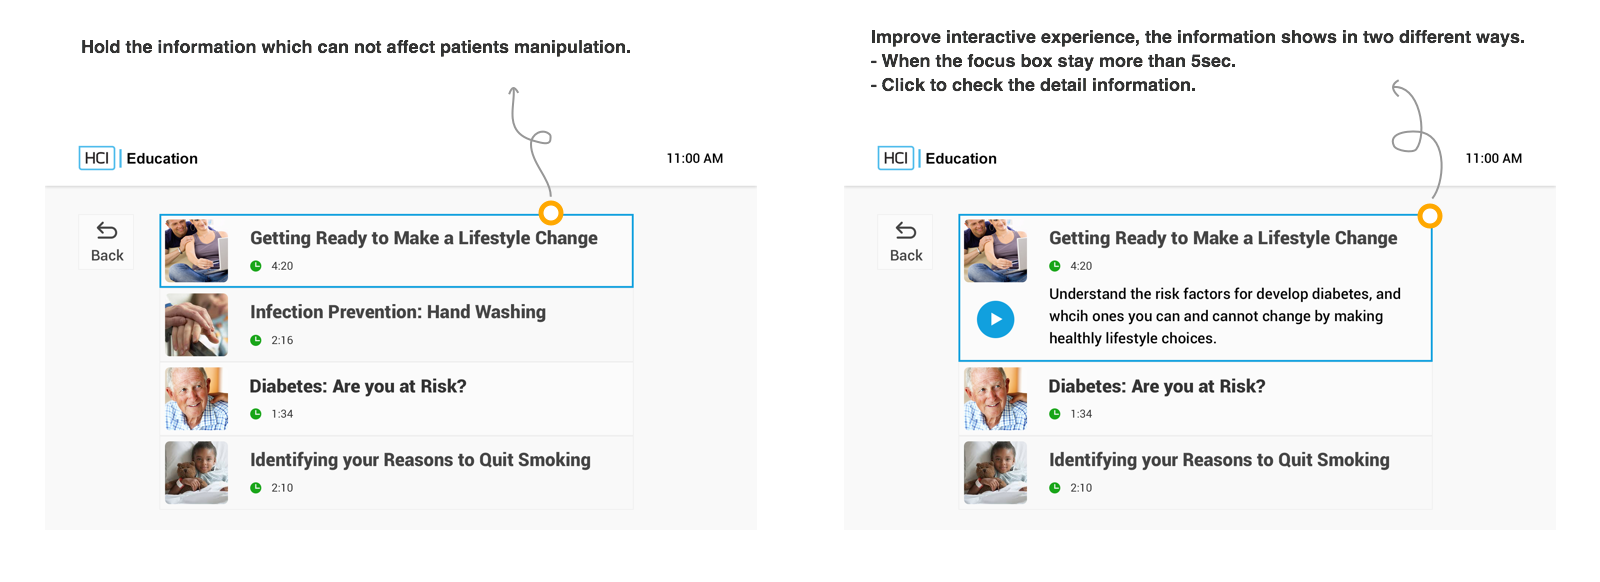 Hold the information which can not affect patients manipulation.
HCI Education
11:00 AM
Back
Getting Ready to Make a Lifestyle Change
4:20
Infection Prevention: Hand Washing
2:16
Diabetes: Are you at Risk?
1:34
Identifying your Reasons to Quit Smoking
2:10
Improve interactive experience, the information shows in two different ways.
- When the focus box stay more than 5sec.
- Click to check the detail information.
HCI Education
11:00 AM
Back
Getting Ready to Make a Lifestyle Change
4:20
Understand the risk factors for develop diabetes, and
whcih ones you can and cannot change by making
healthly lifestyle choices.
Diabetes: Are you at Risk?
1:34
Identifying your Reasons to Quit Smoking
2:10